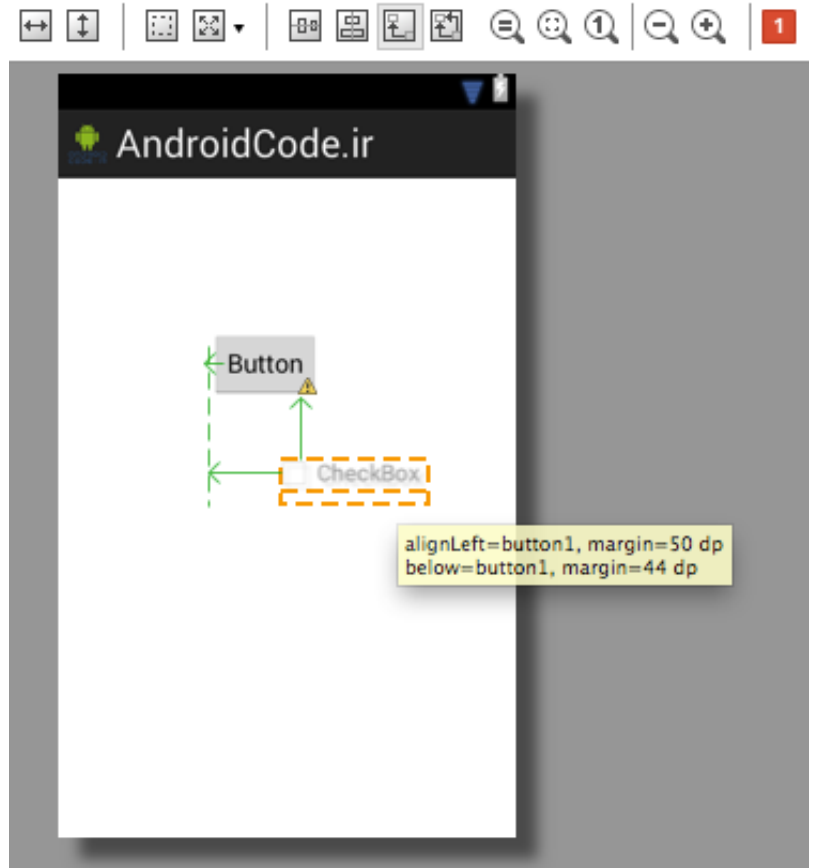 1
AndroidCode.ir
Button
CheckBox
alignLeft=button1, margin=50 dp
below=button1, margin=44 dp